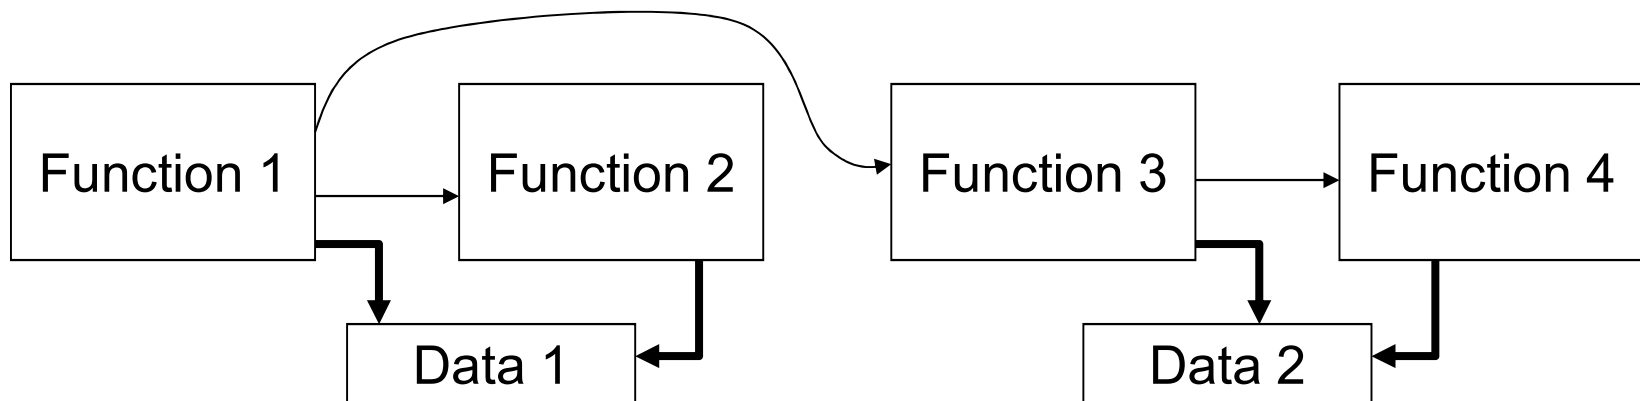 Function 1
Function 2
Function 3
Function 4
Data 1
Data 2